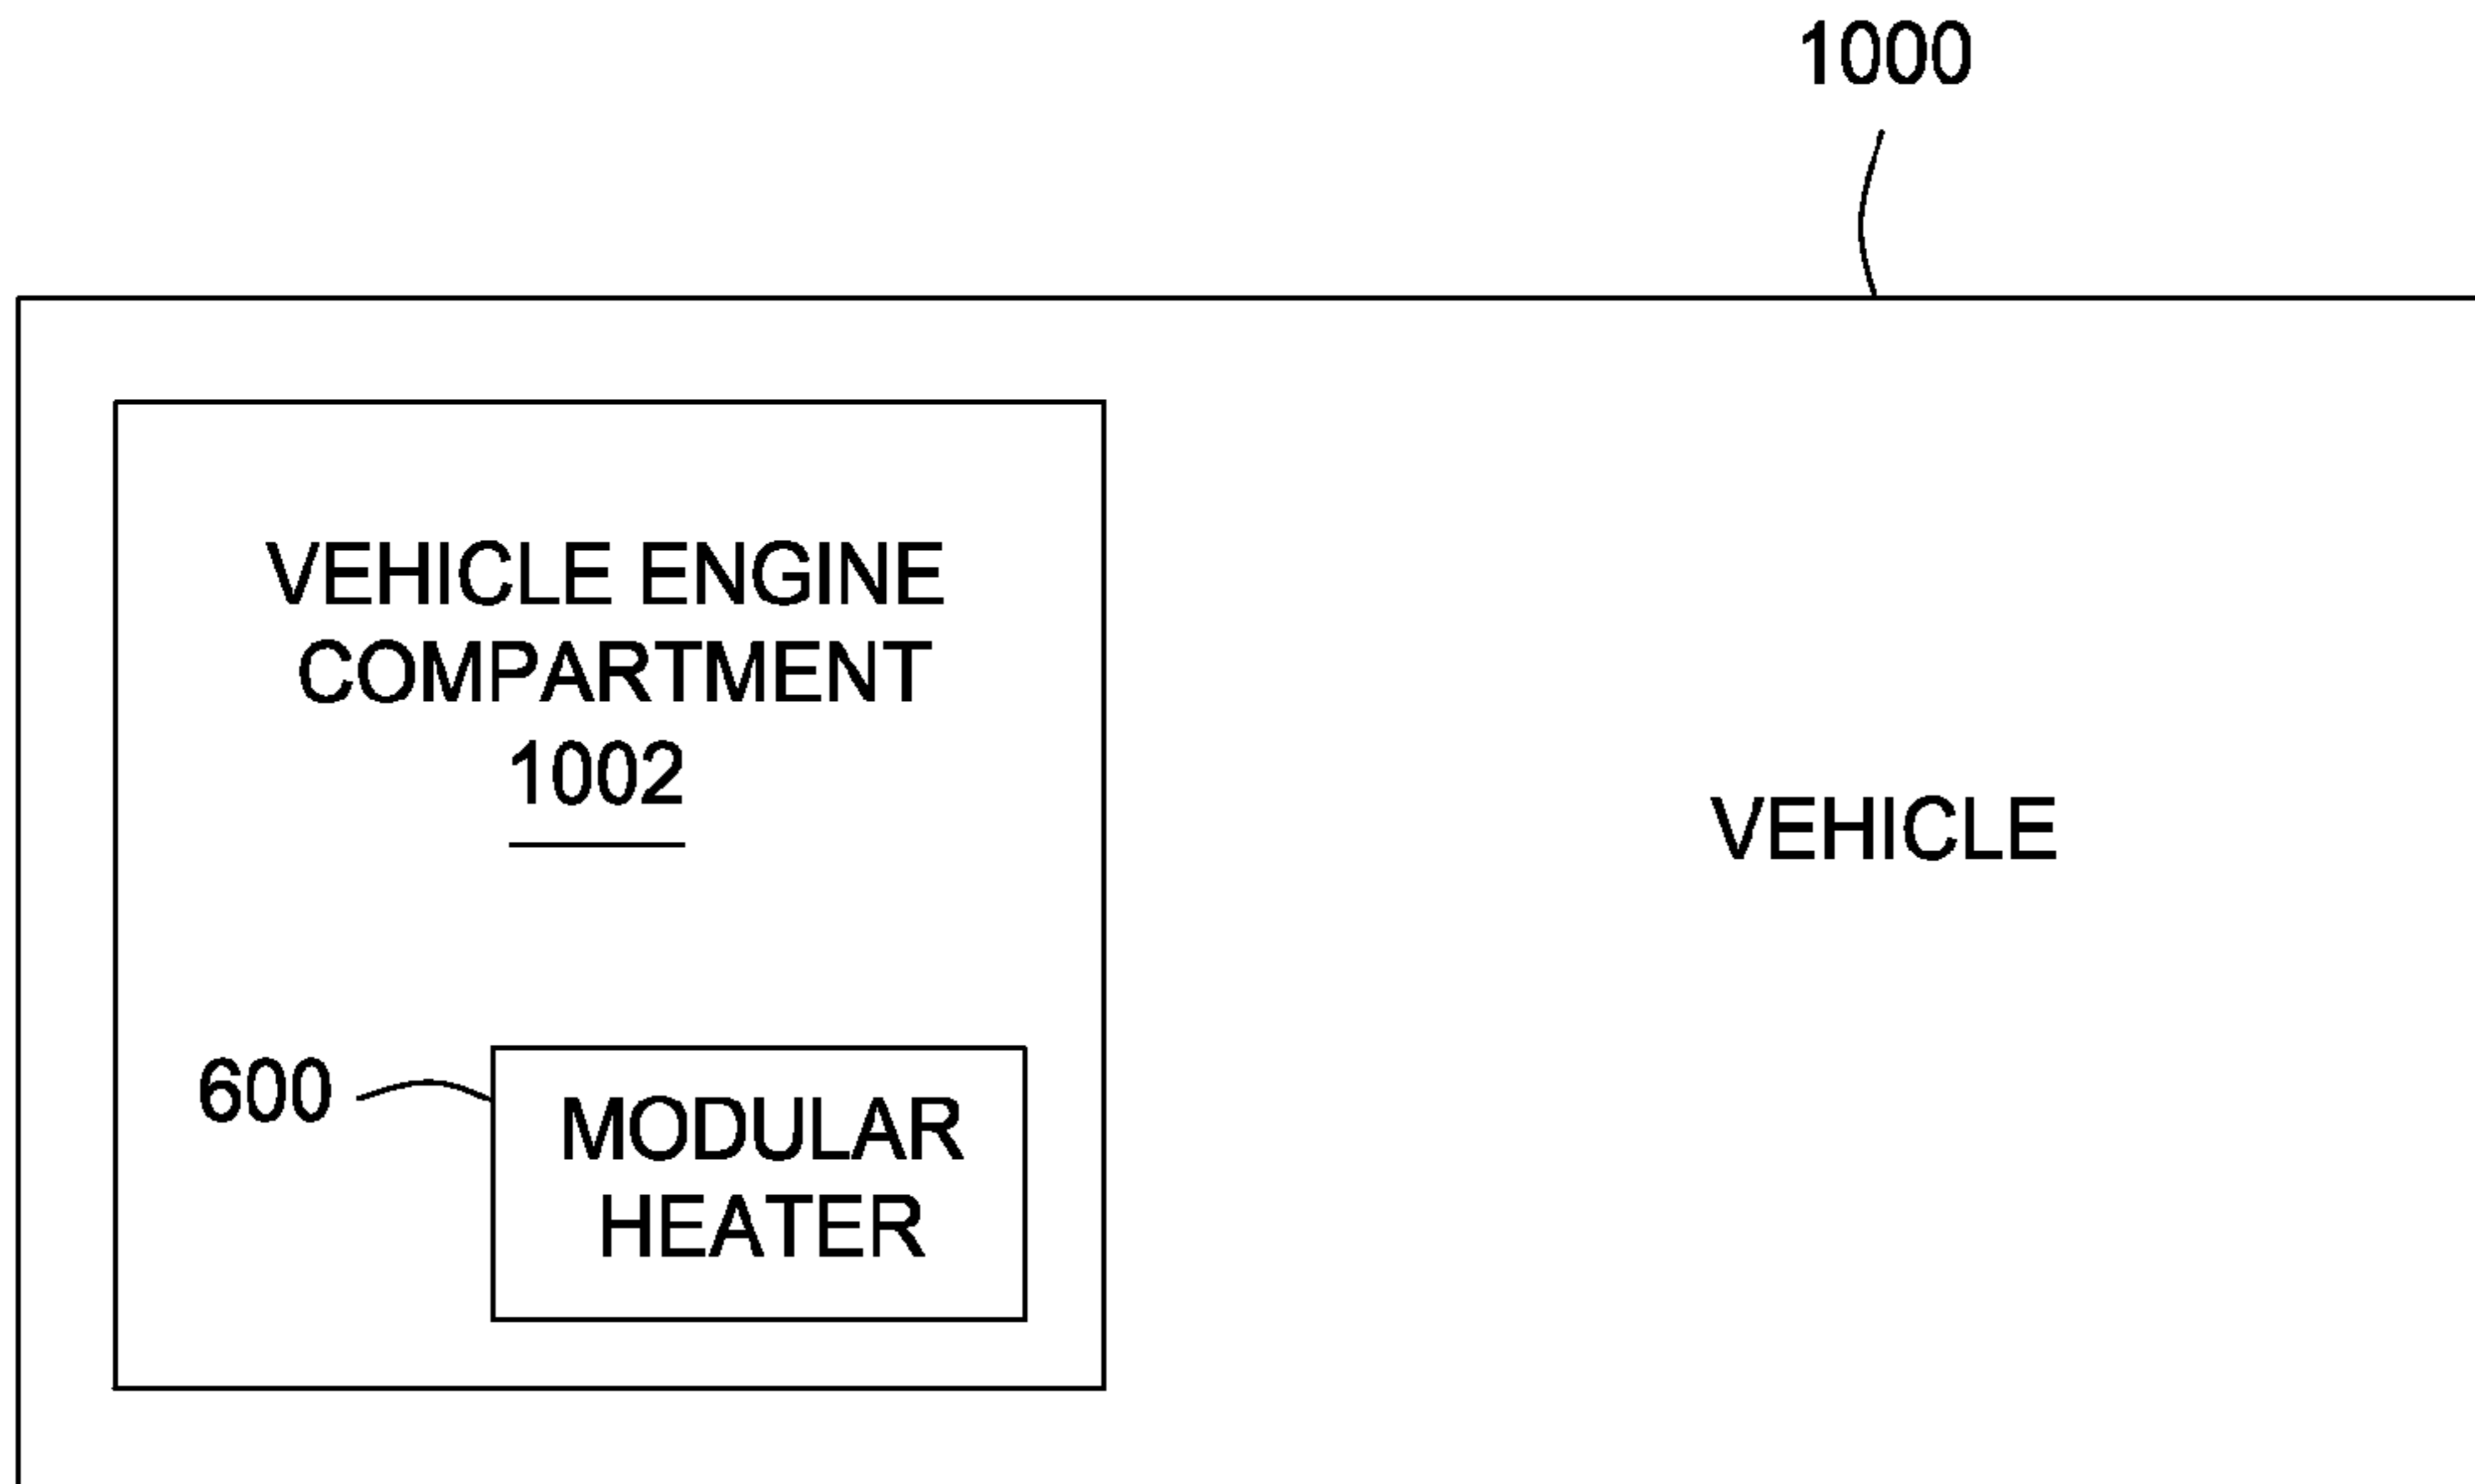 1000
VEHICLE ENGINE
COMPARTMENT
1002
VEHICLE
600
MODULAR
HEATER